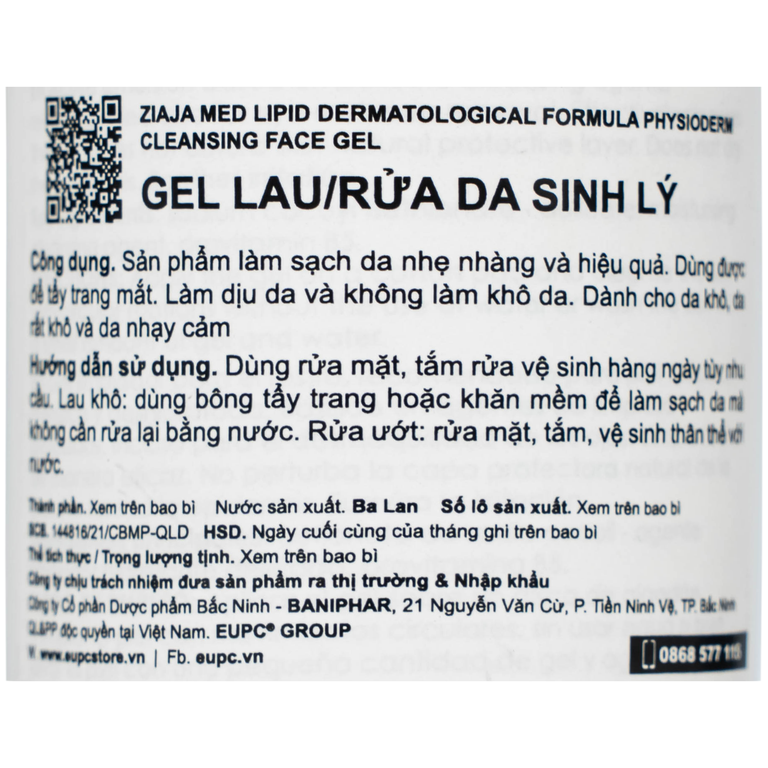 ZIAJA MED LIPID DERMATOLOGICAL FORMULA PHYSIODERM
CLEANSING FACE GEL
GEL LAU/RỬA DA SINH LÝ
Công dụng. Sản phẩm làm sạch da nhẹ nhàng và hiệu quả. Dùng được
để tẩy trang mắt. Làm dịu da và không làm khô da. Dành cho da khô, da
rất khô và da nhạy cảm
Hướng dẫn sử dụng. Dùng rửa mặt, tắm rửa vệ sinh hàng ngày tùy nhu
cầu. Lau khô: dùng bông tẩy trang hoặc khăn mềm để làm sạch da mà
không cần rửa lại bằng nước. Rửa ướt: rửa mặt, tắm, vệ sinh thân thể với
nước.
Thành phần. Xem trên bao bì Nước sản xuất. Ba Lan Số lô sản xuất. Xem trên bao bì
SCB. 144816/21/CBMP-QLD HSD. Ngày cuối cùng của tháng ghi trên bao bì
Thể tích thực / Trọng lượng tịnh. Xem trên bao bì
Công ty chịu trách nhiệm đưa sản phẩm ra thị trường & Nhập khẩu
Công ty Cổ phần Dược phẩm Bắc Ninh - BANIPHAR, 21 Nguyễn Văn Cừ, P. Tiền Ninh Vệ, TP. Bắc Ninh
QL&PP độc quyền tại Việt Nam. EUPC® GROUP
W. www.eupcstore.vn | Fb. eupc.vn
0868 577 115